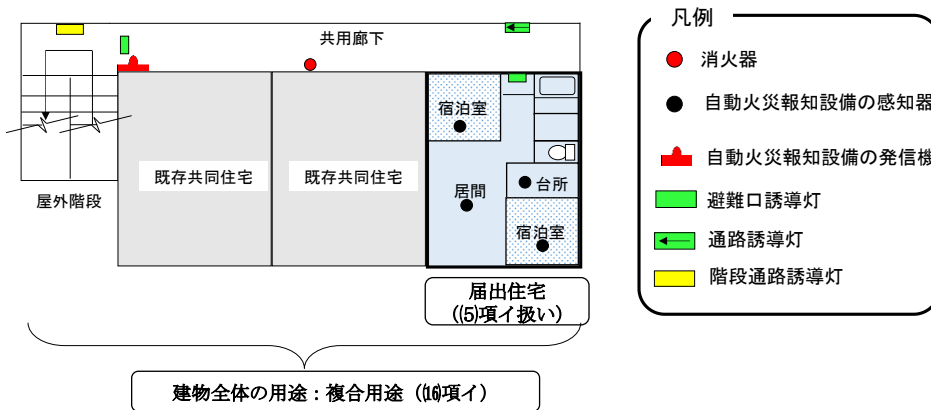 共用廊下
宿泊室
既存共同住宅
既存共同住宅
居間
台所
宿泊室
屋外階段
届出住宅
((5)項イ扱い)
建物全体の用途：複合用途 ((16)項イ)
凡例
消火器
自動火災報知設備の感知器
自動火災報知設備の発信機
避難口誘導灯
通路誘導灯
階段通路誘導灯